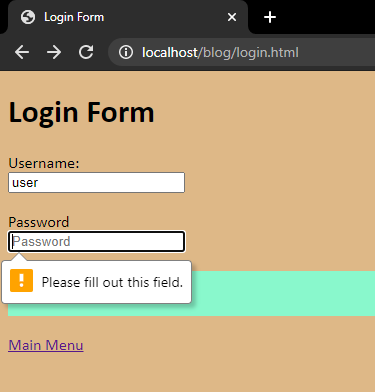 Login Form
localhost/blog/login.html
Login Form
Username:
user
Password
Password
! Please fill out this field.
Main Menu